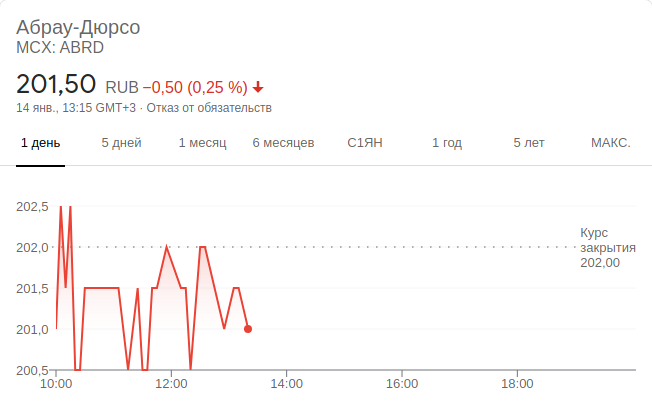 Абрау-Дюрсо
MCX: ABRD
201,50 RUB −0,50 (0,25 %)
14 янв., 13:15 GMT+3 · Отказ от обязательств
1 день 5 дней 1 месяц 6 месяцев С1ЯН 1 год 5 лет МАКС.
202,5
202,0
201,5
201,0
200,5
Курс
закрытия
202,00
10:00 12:00 14:00 16:00 18:00